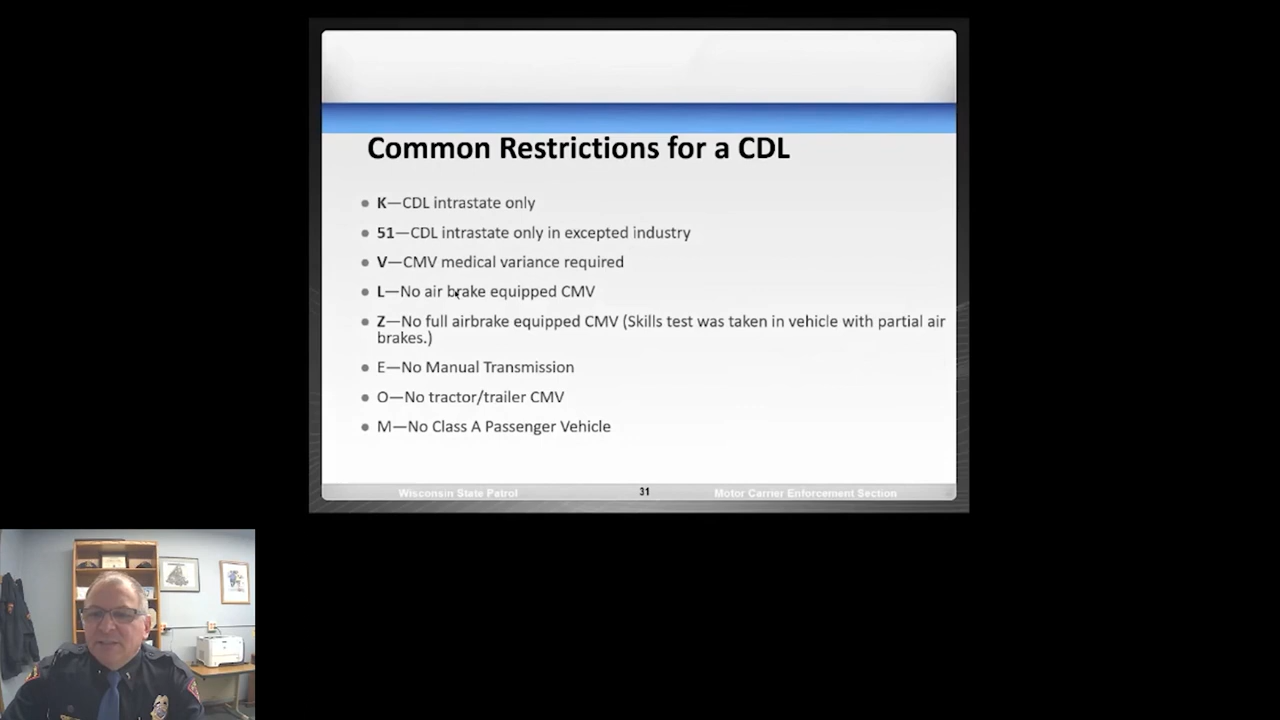 Common Restrictions for a CDL
K—CDL intrastate only
51—CDL intrastate only in excepted industry
V—CMV medical variance required
L—No air brake equipped CMV
Z—No full airbrake equipped CMV (Skills test was taken in vehicle with partial air
brakes.)
E—No Manual Transmission
O—No tractor/trailer CMV
M—No Class A Passenger Vehicle
Wisconsin State Patrol
31
Motor Carrier Enforcement Section